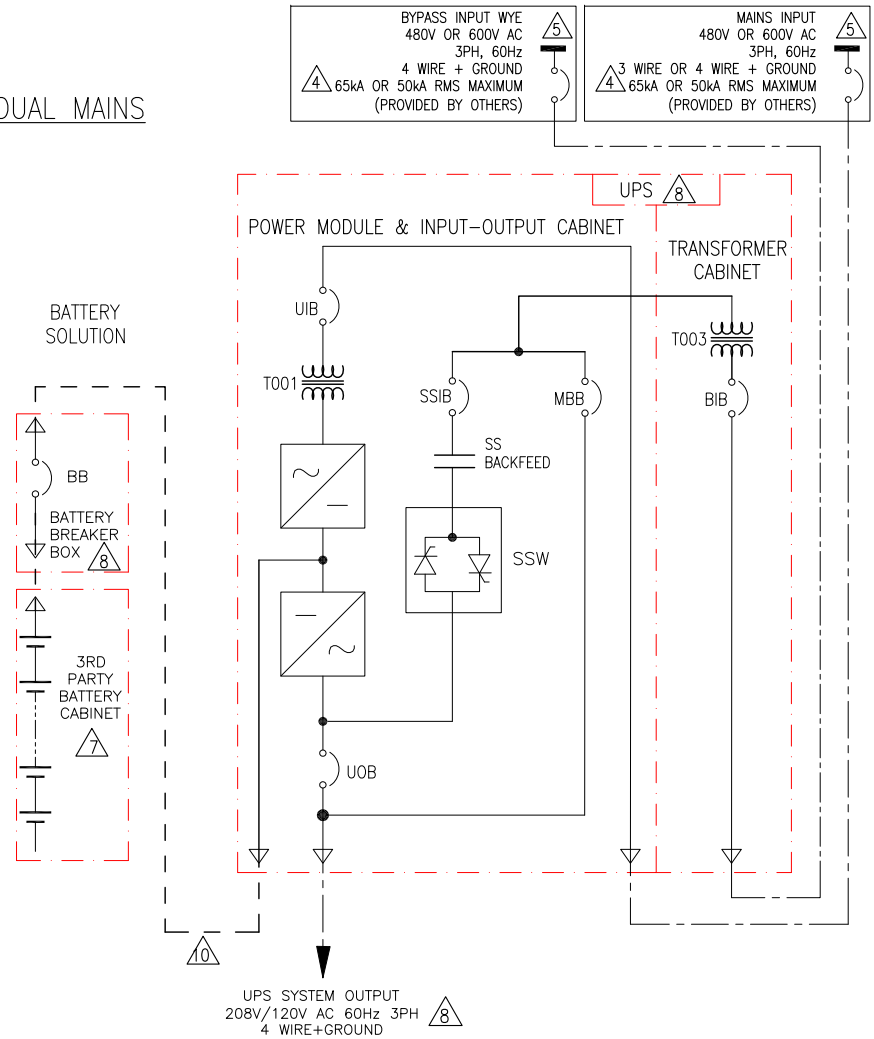 DUAL MAINS
BYPASS INPUT WYE
480V OR 600V AC
3PH, 60Hz
4 WIRE + GROUND
65kA OR 50kA RMS MAXIMUM
(PROVIDED BY OTHERS)
5
4
MAINS INPUT
480V OR 600V AC
3PH, 60Hz
3 WIRE OR 4 WIRE + GROUND
65kA OR 50kA RMS MAXIMUM
(PROVIDED BY OTHERS)
5
4
UPS
8
POWER MODULE & INPUT-OUTPUT CABINET
TRANSFORMER
CABINET
UIB
T001
T003
SSIB
MBB
BIB
SS
BACKFEED
SSW
UOB
BATTERY
SOLUTION
BB
BATTERY
BREAKER
BOX
8
3RD
PARTY
BATTERY
CABINET
7
10
UPS SYSTEM OUTPUT
208V/120V AC 60Hz 3PH
4 WIRE+GROUND
8